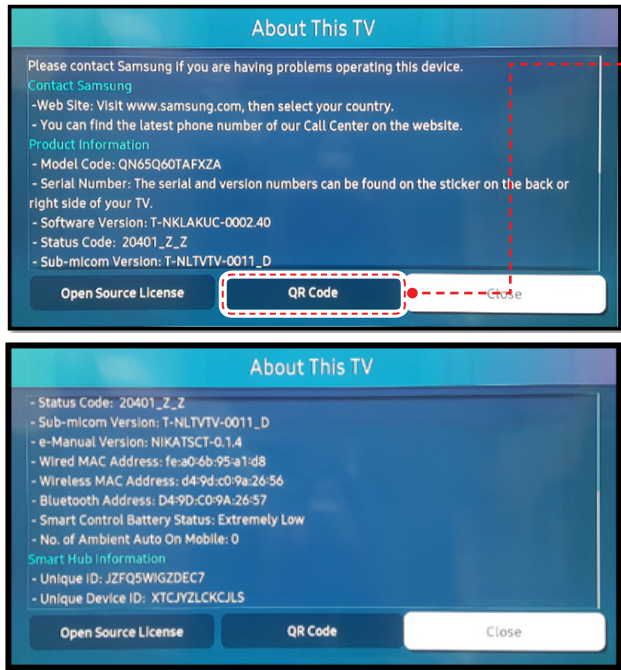 About This TV
Please contact Samsung if you are having problems operating this device.
Contact Samsung
-Web Site: Visit www.samsung.com, then select your country.
- You can find the latest phone number of our Call Center on the website.
Product Information
- Model Code: QN65Q60TAFXZA
- Serial Number: The serial and version numbers can be found on the sticker on the back or
right side of your TV.
- Software Version: T-NKLAKUC-0002.40
- Status Code: 20401_Z_Z
- Sub-micom Version: T-NLTVTV-0011_D
Open Source License
QR Code
Close
About This TV
- Status Code: 20401_Z_Z
- Sub-micom Version: T-NLTVTV-0011_D
- e-Manual Version: NIKATSCT-0.1.4
- Wired MAC Address: fe:a0:6b:95:a1:d8
- Wireless MAC Address: d4:9d:c0:9a:26:56
- Bluetooth Address: D4:9D:C0:9A:26:57
- Smart Control Battery Status: Extremely Low
- No. of Ambient Auto On Mobile: 0
Smart Hub Information
- Unique ID: JZFQ5WIGZDEC7
- Unique Device ID: XTCJYZLCKCJLS
Open Source License
QR Code
Close